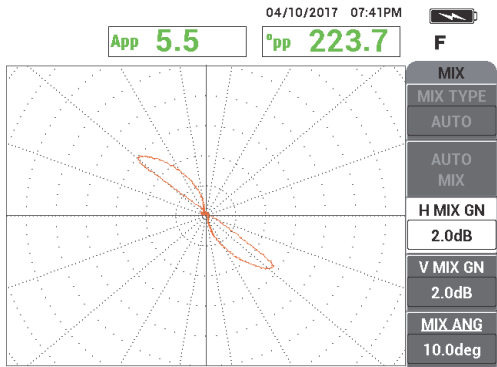 04/10/2017 07:41PM
App 5.5
°pp 223.7
F
MIX
MIX TYPE
AUTO
AUTO
MIX
H MIX GN
2.0dB
V MIX GN
2.0dB
MIX ANG
10.0deg